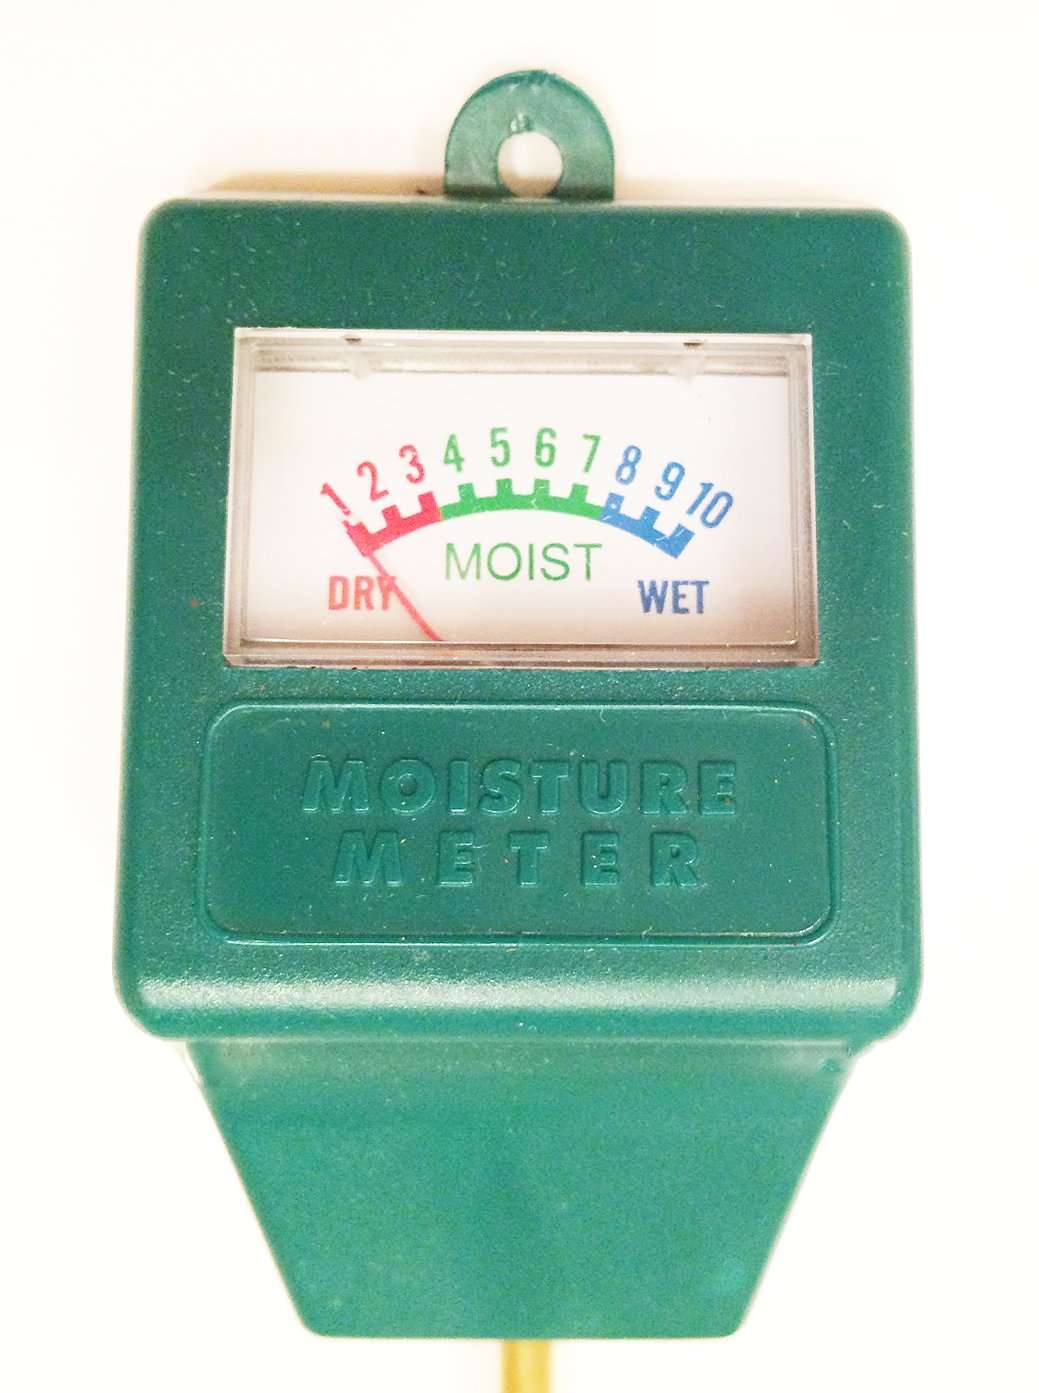 1 2 3 4 5 6 7 8 9 10
MOIST
DRY WET
MOISTURE
METER